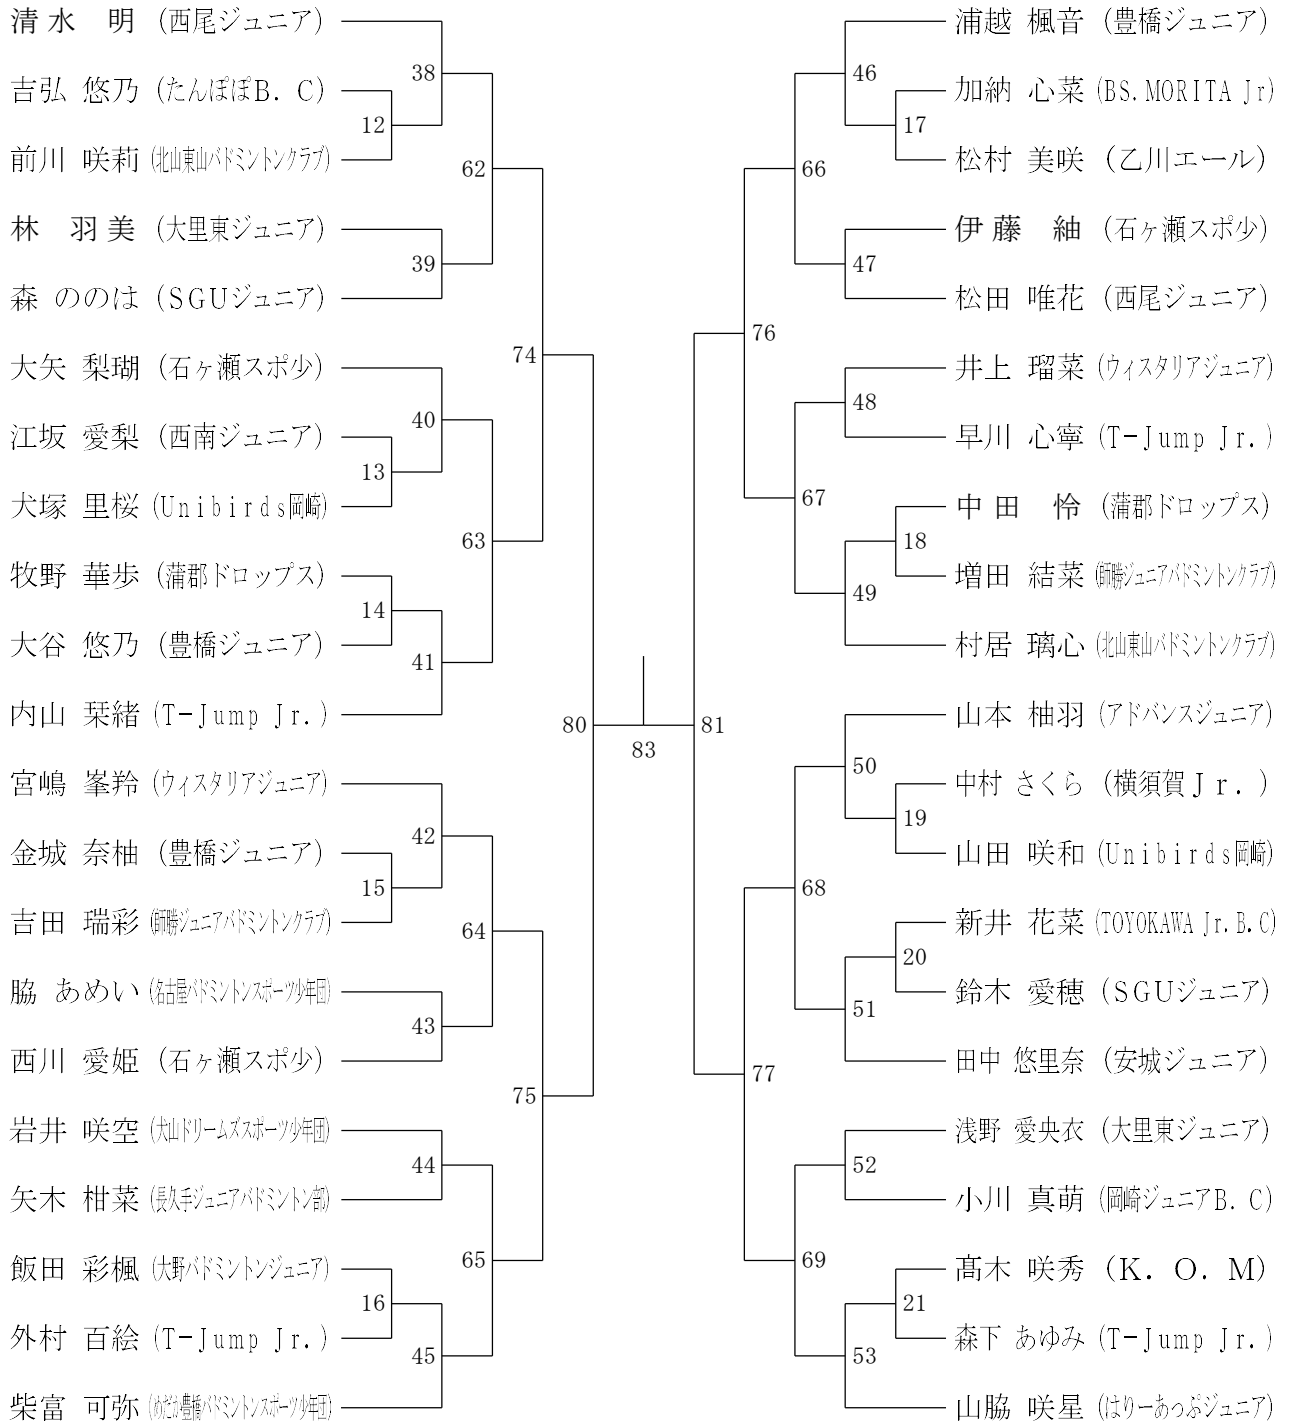 清水 明 (西尾ジュニア)
38
吉弘 悠乃 (たんぽぽB．C)
12
前川 咲莉 (北山東山バドミントンクラブ)
62
林 羽美 (大里東ジュニア)
39
森 ののは (SGUジュニア)
74
大矢 梨瑚 (石ヶ瀬スポ少)
40
江坂 愛梨 (西南ジュニア)
13
犬塚 里桜 (Unibirds岡崎)
63
牧野 華歩 (蒲郡ドロップス)
14
大谷 悠乃 (豊橋ジュニア)
41
内山 栞緒 (T-Jump Jr.)
80
83
宮嶋 峯羚 (ウィスタリアジュニア)
42
金城 奈柚 (豊橋ジュニア)
15
吉田 瑞彩 (師勝ジュニアバドミントンクラブ)
64
脇 あめい (名古屋バドミントンスポーツ少年団)
43
西川 愛姫 (石ヶ瀬スポ少)
75
岩井 咲空 (犬山ドリームズスポーツ少年団)
44
矢木 柑菜 (長久手ジュニアバドミントン部)
65
飯田 彩楓 (大野バドミントンジュニア)
16
外村 百絵 (T-Jump Jr.)
45
柴富 可弥 (めだか豊橋バドミントンスポーツ少年団)
浦越 楓音 (豊橋ジュニア)
46
加納 心菜 (BS.MORITA Jr)
17
松村 美咲 (乙川エール)
66
伊藤 紬 (石ヶ瀬スポ少)
47
松田 唯花 (西尾ジュニア)
76
井上 瑠菜 (ウィスタリアジュニア)
48
早川 心寧 (T-Jump Jr.)
67
中田 怜 (蒲郡ドロップス)
18
増田 結菜 (師勝ジュニアバドミントンクラブ)
49
村居 璃心 (北山東山バドミントンクラブ)
81
山本 柚羽 (アドバンスジュニア)
50
中村 さくら (横須賀Jr．)
19
山田 咲和 (Unibirds岡崎)
68
新井 花菜 (TOYOKAWA Jr.B.C)
20
鈴木 愛穂 (SGUジュニア)
51
田中 悠里奈 (安城ジュニア)
77
浅野 愛央衣 (大里東ジュニア)
52
小川 真萌 (岡崎ジュニアB．C)
69
髙木 咲秀 (K．O．M)
21
森下 あゆみ (T-Jump Jr.)
53
山脇 咲星 (はりーあっぷジュニア)